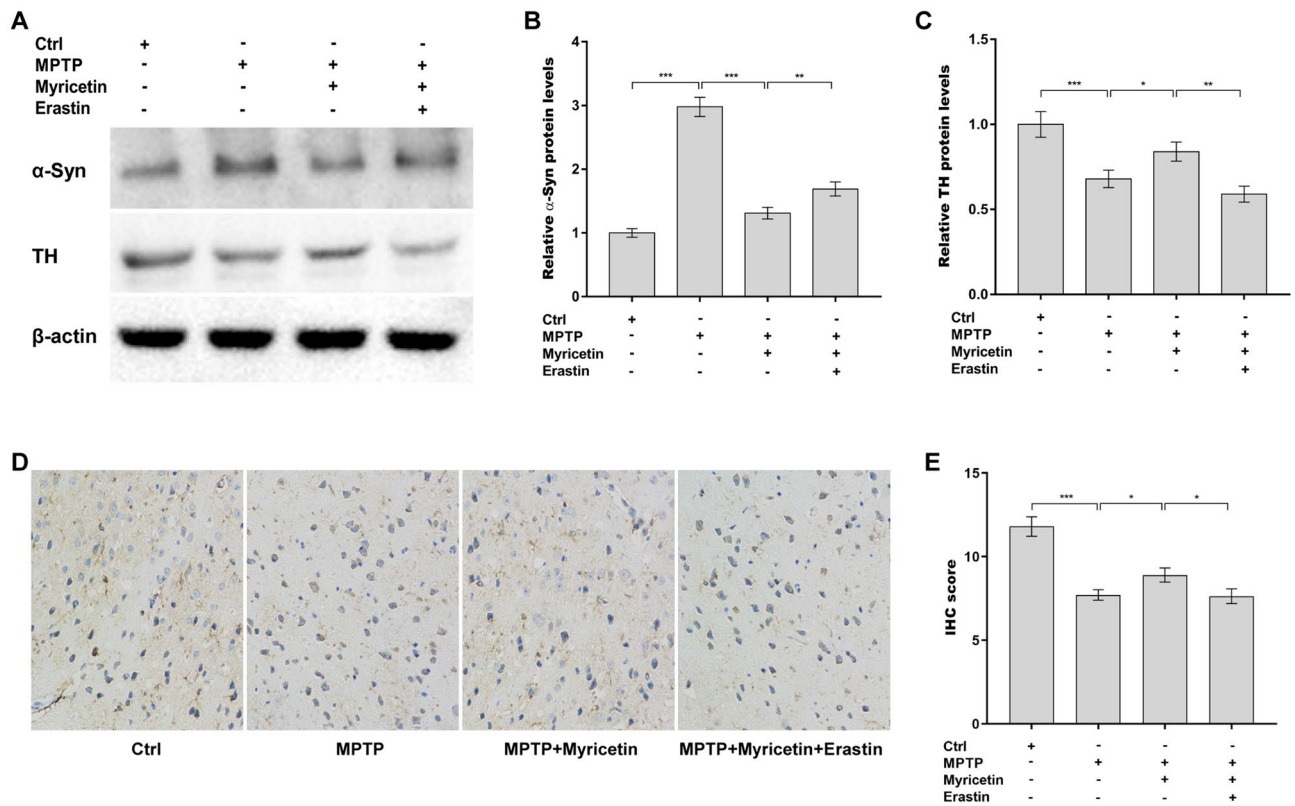 A
Ctrl + - - -
MPTP - + + +
Myricetin - - + +
Erastin - - - +
α-Syn
TH
β-actin
B
Relative α-Syn protein levels
4
3
2
1
0
*** *** **
Ctrl + - - -
MPTP - + + +
Myricetin - - + +
Erastin - - - +
C
Relative TH protein levels
1.5
1.0
0.5
0.0
*** * **
Ctrl + - - -
MPTP - + + +
Myricetin - - + +
Erastin - - - +
D
Ctrl MPTP MPTP+Myricetin MPTP+Myricetin+Erastin
E
IHC score
15
10
5
0
*** * *
Ctrl + - - -
MPTP - + + +
Myricetin - - + +
Erastin - - - +